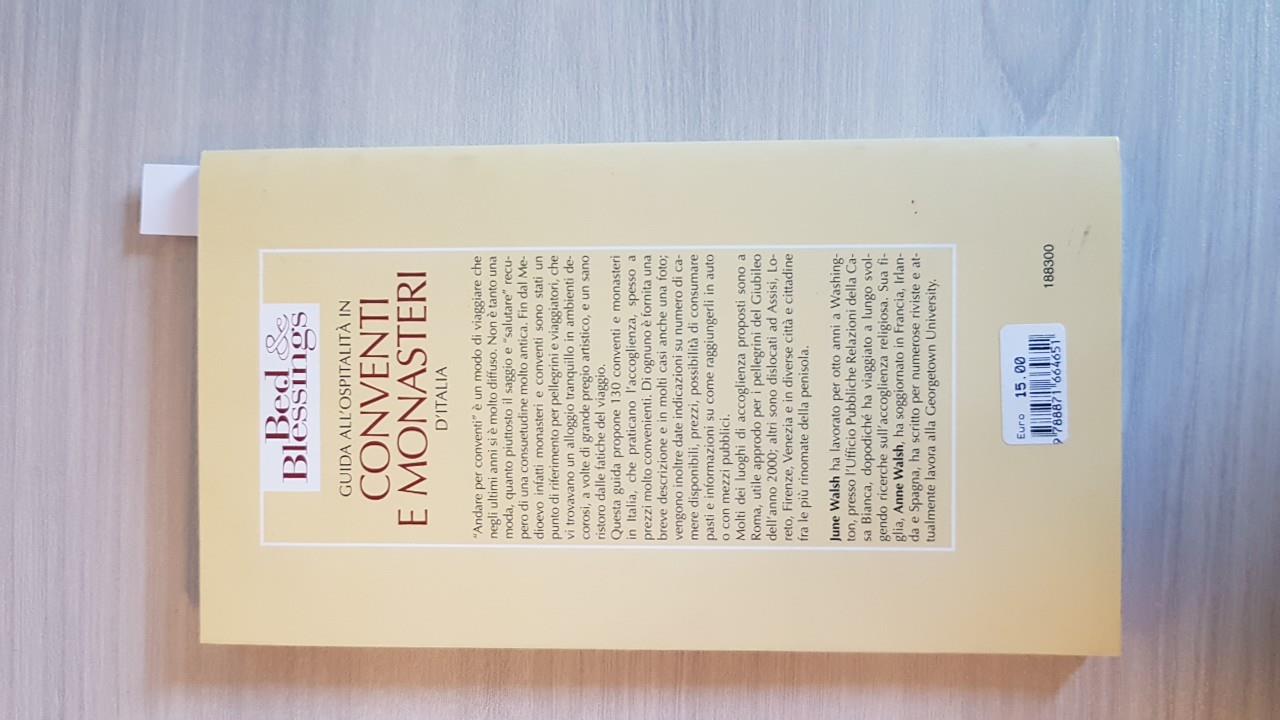 Bed &
Blessings
GUIDA ALL'OSPITALITÀ IN
CONVENTI
E MONASTERI
D'ITALIA
“Andare per conventi” è un modo di viaggiare che
negli ultimi anni si è molto diffuso. Non è tanto una
moda, quanto piuttosto il saggio e “salutare” recu-
pero di una consuetudine molto antica. Fin dal Me-
dioevo infatti monasteri e conventi sono stati un
punto di riferimento per pellegrini e viaggiatori, che
vi trovavano un alloggio tranquillo in ambienti de-
corosi, a volte di grande pregio artistico, e un sano
ristoro dalle fatiche del viaggio.
Questa guida propone 130 conventi e monasteri
in Italia, che praticano l'accoglienza, spesso a
prezzi molto convenienti. Di ognuno è fornita una
breve descrizione e in molti casi anche una foto;
vengono inoltre date indicazioni su numero di ca-
mere disponibili, prezzi, possibilità di consumare
pasti e informazioni su come raggiungerli in auto
o con mezzi pubblici.
Molti dei luoghi di accoglienza proposti sono a
Roma, utile approdo per i pellegrini del Giubileo
dell'anno 2000; altri sono dislocati ad Assisi, Lo-
reto, Firenze, Venezia e in diverse città e cittadine
fra le più rinomate della penisola.
June Walsh ha lavorato per otto anni a Washing-
ton, presso l'Ufficio Pubbliche Relazioni della Ca-
sa Bianca, dopodiché ha viaggiato a lungo svol-
gendo ricerche sull'accoglienza religiosa. Sua fi-
glia, Anne Walsh, ha soggiornato in Francia, Irlan-
da e Spagna, ha scritto per numerose riviste e at-
tualmente lavora alla Georgetown University.
Euro 15.00
9 788871 664651
188300